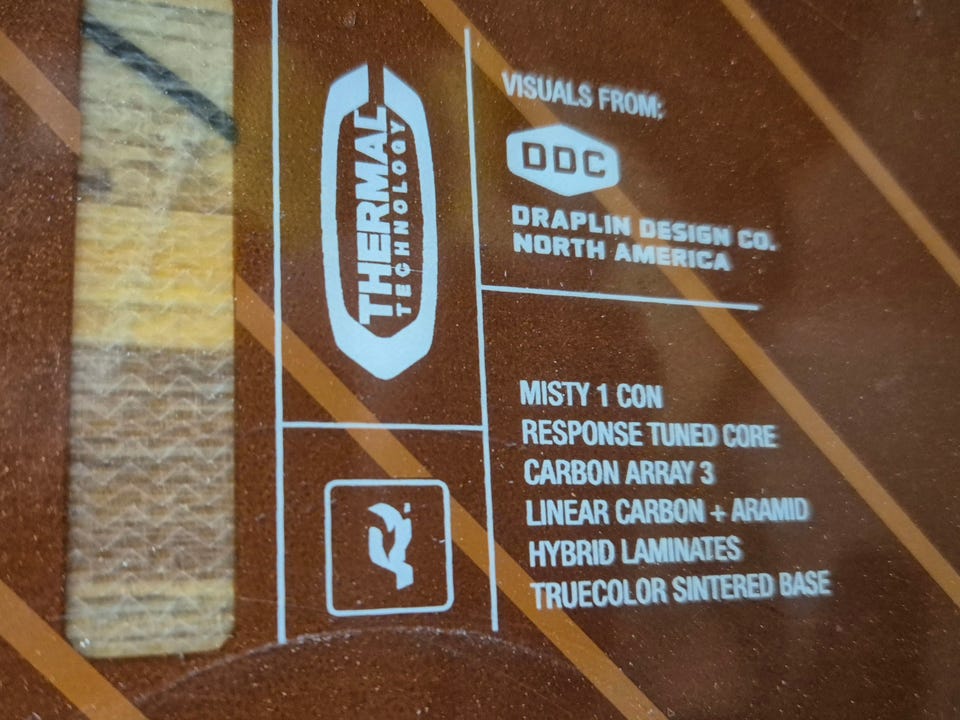 THERMAL
TECHNOLOGY
VISUALS FROM:
DDC
DRAPLIN DESIGN CO.
NORTH AMERICA
MISTY 1 CON
RESPONSE TUNED CORE
CARBON ARRAY 3
LINEAR CARBON + ARAMID
HYBRID LAMINATES
TRUECOLOR SINTERED BASE